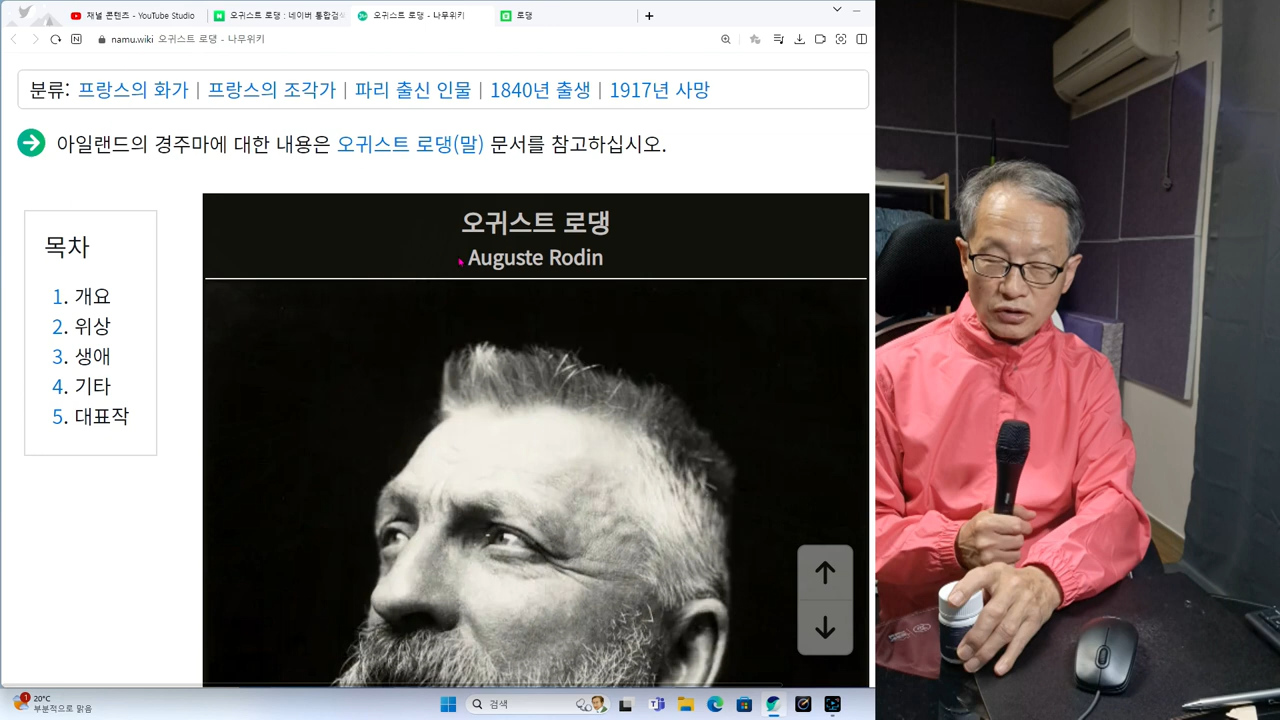 채널 콘텐츠 - YouTube Studio
오귀스트 로댕 : 네이버 통합검색
오귀스트 로댕 - 나무위키
로댕
namu.wiki 오귀스트 로댕 - 나무위키
분류: 프랑스의 화가 | 프랑스의 조각가 | 파리 출신 인물 | 1840년 출생 | 1917년 사망
아일랜드의 경주마에 대한 내용은 오귀스트 로댕(말) 문서를 참고하십시오.
오귀스트 로댕
Auguste Rodin
목차
1. 개요
2. 위상
3. 생애
4. 기타
5. 대표작
1
20°C
부분적으로 맑음
검색